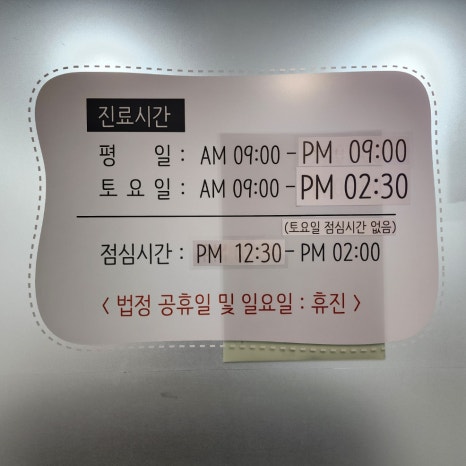 진료시간
평 일 : AM 09:00 - PM 09:00
토요일 : AM 09:00 - PM 02:30
(토요일 점심시간 없음)
점심시간 : PM 12:30 - PM 02:00
< 법정 공휴일 및 일요일 : 휴진 >